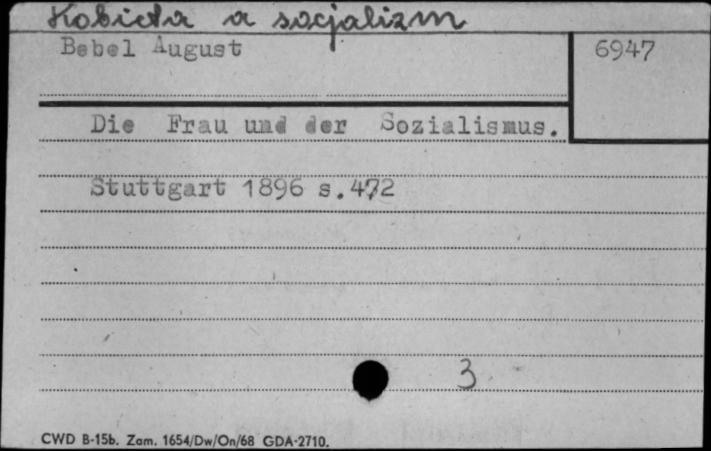 Kobieta a socjalizm
Bebel August
6947
Die Frau und der Sozialismus.
Stuttgart 1896 s.472
3
CWD B-15b. Zam. 1654/Dw/On/68 GDA-2710.